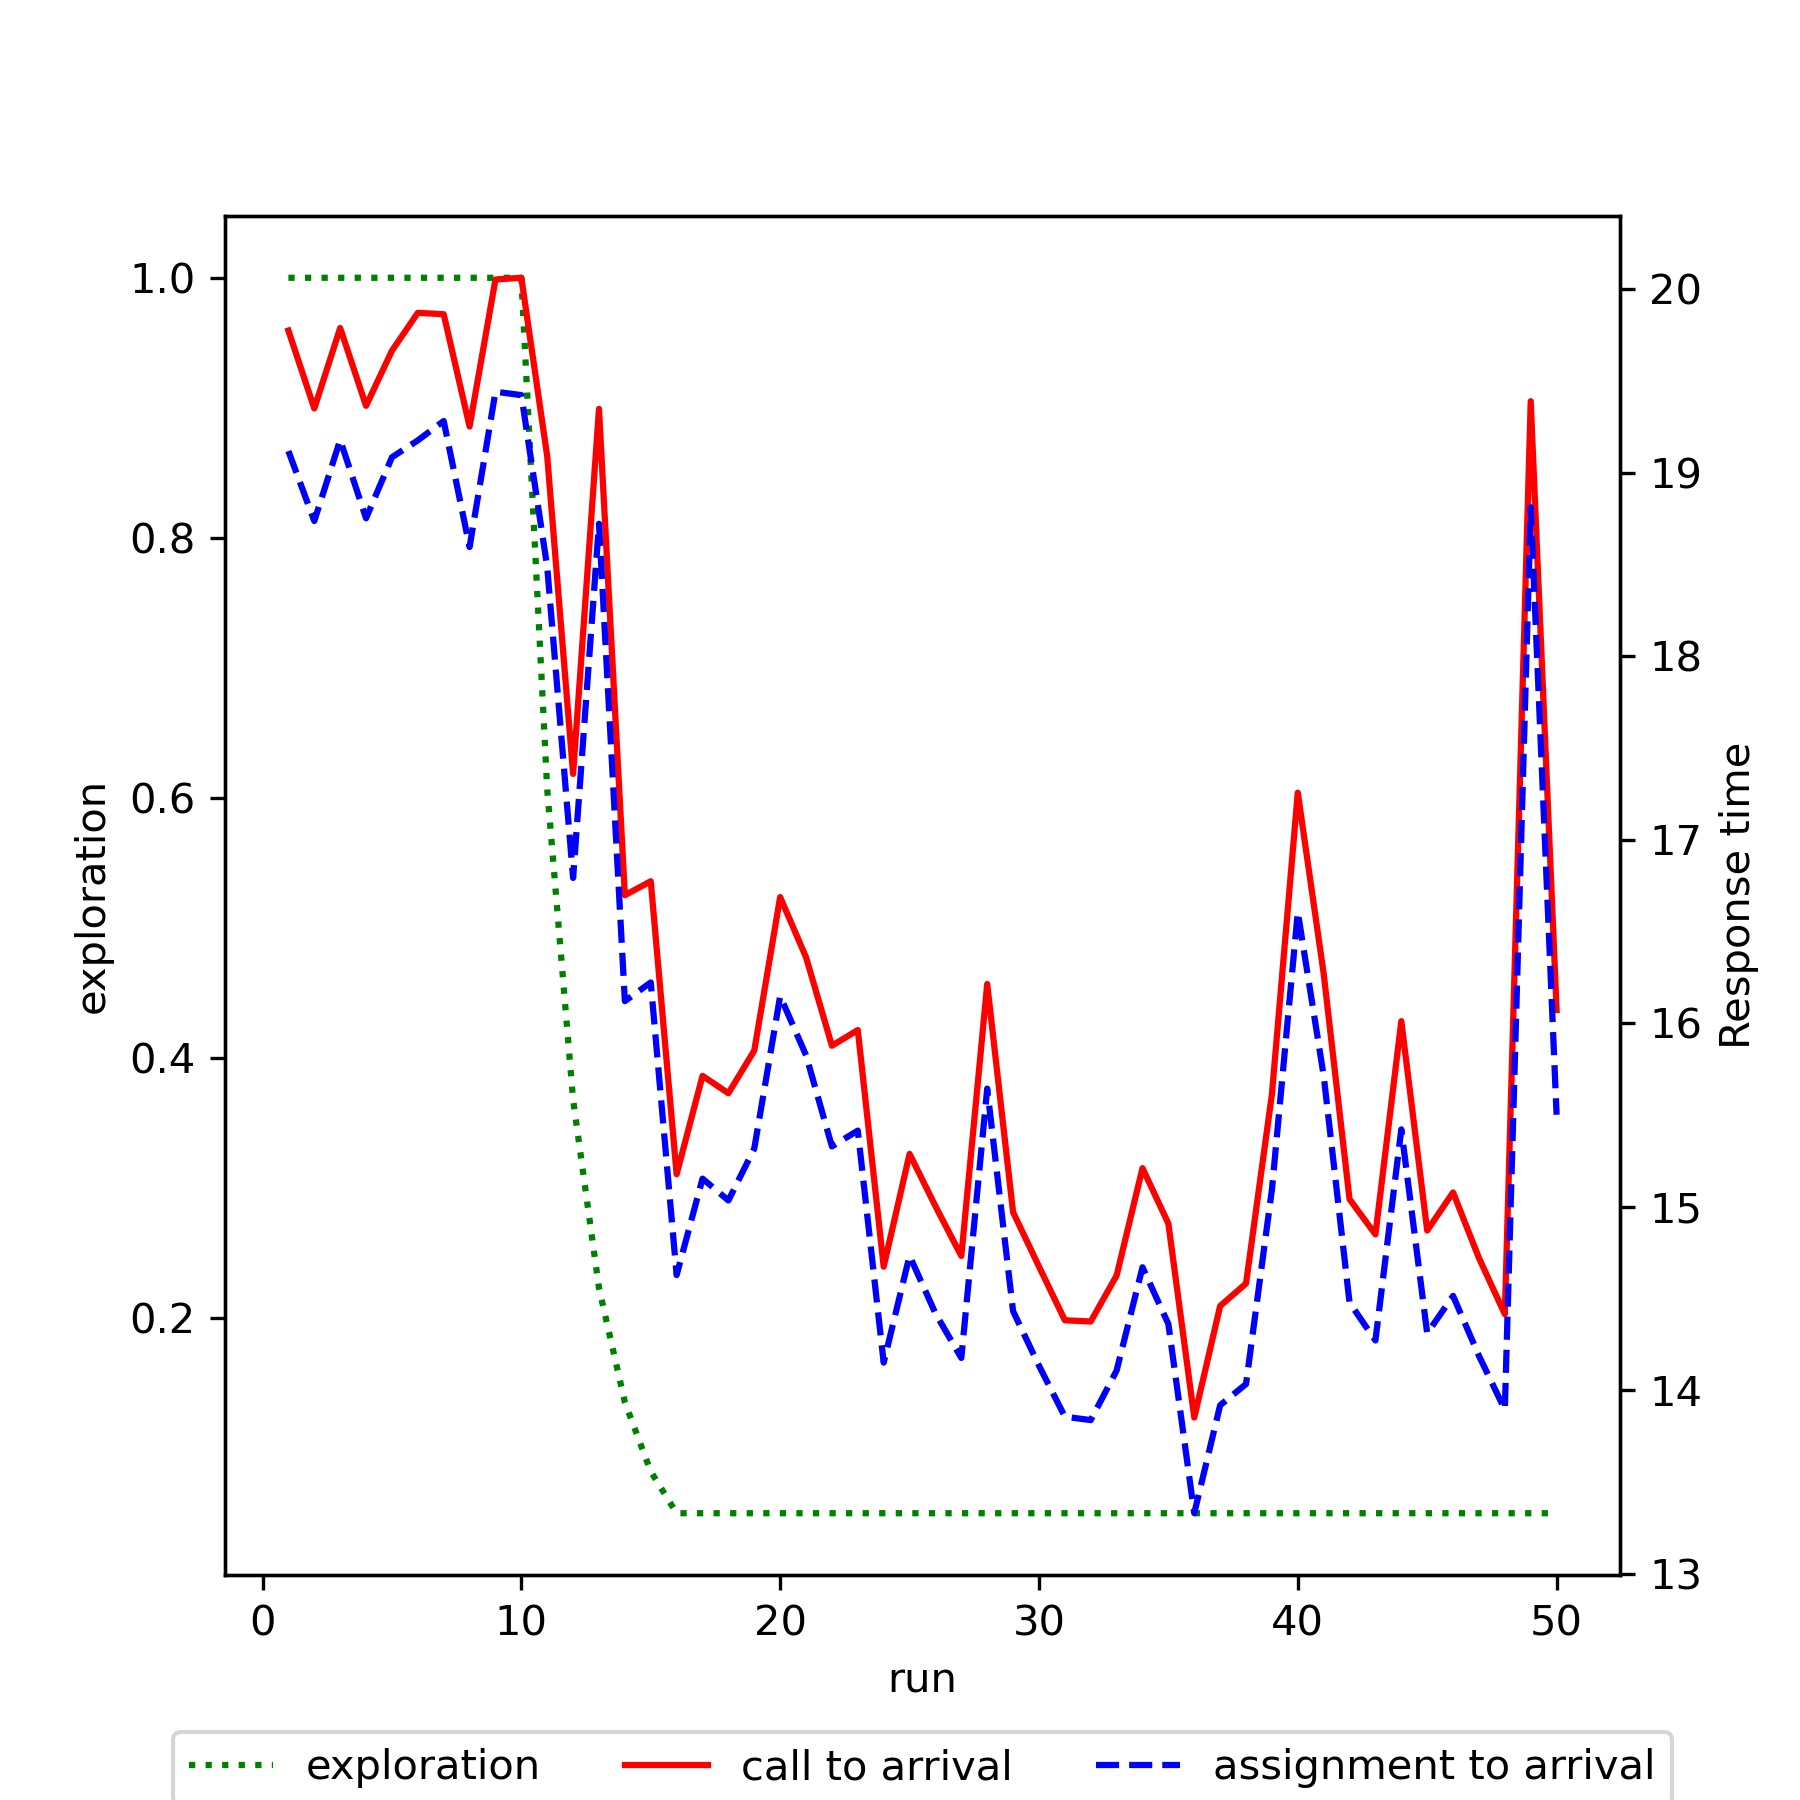 1.0
0.8
0.6
0.4
0.2
exploration
20
19
18
17
16
15
14
13
Response time
0 10 20 30 40 50
run
exploration call to arrival assignment to arrival